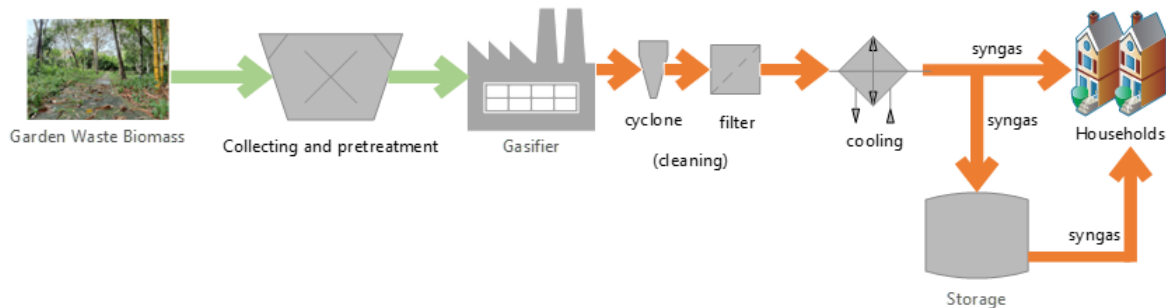 Garden Waste Biomass
Collecting and pretreatment
Gasifier
cyclone
filter
(cleaning)
cooling
syngas
syngas
Households
syngas
Storage